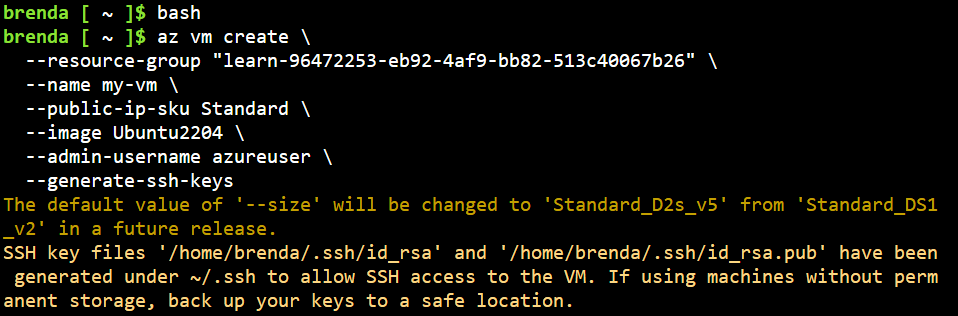 brenda [ ~ ]$ bash
brenda [ ~ ]$ az vm create \
  --resource-group "learn-96472253-eb92-4af9-bb82-513c40067b26" \
  --name my-vm \
  --public-ip-sku Standard \
  --image Ubuntu2204 \
  --admin-username azureuser \
  --generate-ssh-keys
The default value of '--size' will be changed to 'Standard_D2s_v5' from 'Standard_DS1
_v2' in a future release.
SSH key files '/home/brenda/.ssh/id_rsa' and '/home/brenda/.ssh/id_rsa.pub' have been
 generated under ~/.ssh to allow SSH access to the VM. If using machines without perm
anent storage, back up your keys to a safe location.